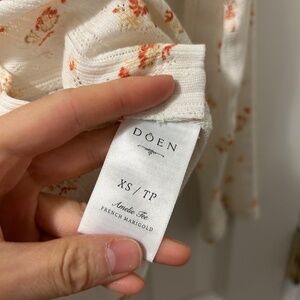 DÔEN
XS / TP
Amelie Tee
FRENCH MARIGOLD